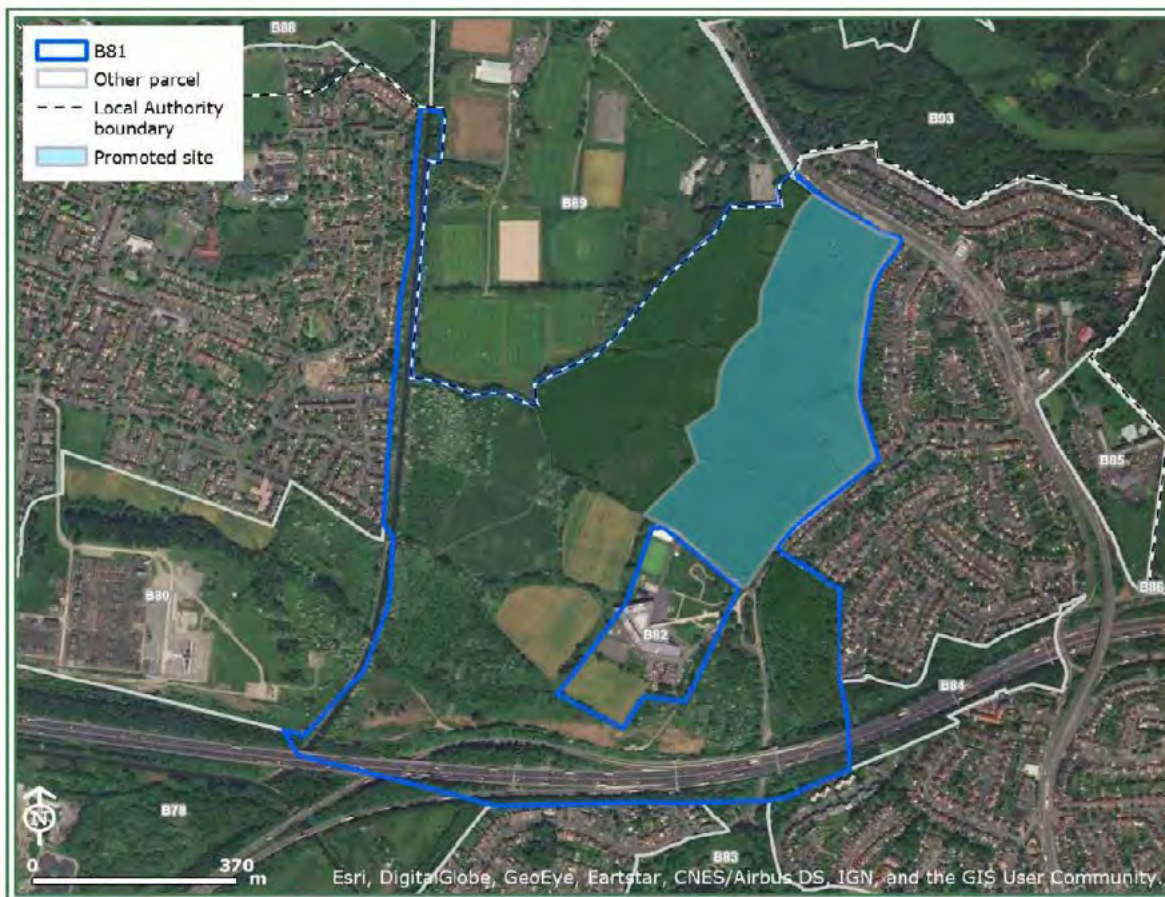 B81
Other parcel
Local Authority
boundary
Promoted site
B88
B93
B89
B85
B86
B80
B82
B84
B78
B83
N
0 370
m
Esri, DigitalGlobe, GeoEye, Eartstar, CNES/Airbus DS, IGN, and the GIS User Community.